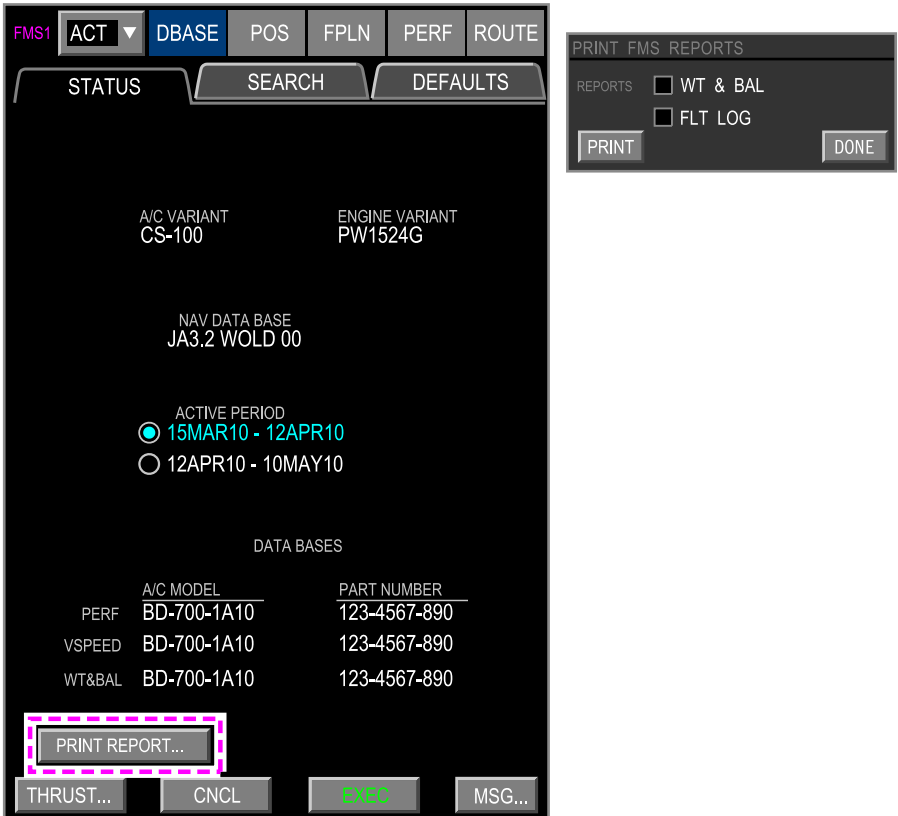 FMS1 ACT DBASE POS FPLN PERF ROUTE
STATUS SEARCH DEFAULTS
A/C VARIANT ENGINE VARIANT
CS-100 PW1524G
NAV DATA BASE
JA3.2 WOLD 00
ACTIVE PERIOD
15MAR10 - 12APR10
12APR10 - 10MAY10
DATA BASES
A/C MODEL PART NUMBER
PERF BD-700-1A10 123-4567-890
VSPEED BD-700-1A10 123-4567-890
WT&BAL BD-700-1A10 123-4567-890
PRINT REPORT...
THRUST... CNCL EXEC MSG...
PRINT FMS REPORTS
REPORTS WT & BAL
FLT LOG
PRINT DONE